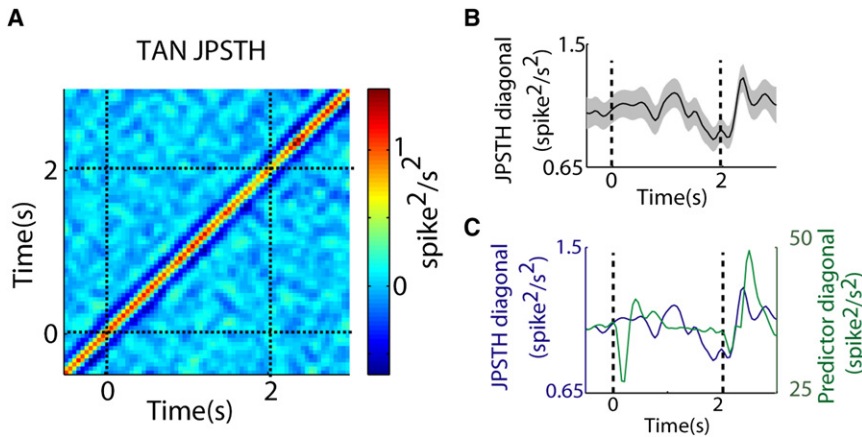 A
TAN JPSTH
Time(s)
2
0
0
2
Time(s)
1
0
spike²/s²
B
JPSTH diagonal
(spike²/s²)
1.5
0.65
0
2
Time(s)
C
JPSTH diagonal
(spike²/s²)
1.5
0.65
0
2
Time(s)
50
25
Predictor diagonal
(spike²/s²)